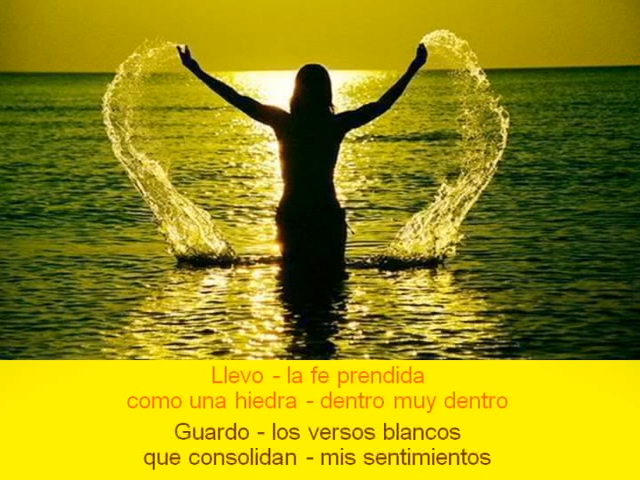 Llevo - la fe prendida
como una hiedra - dentro muy dentro
Guardo - los versos blancos
que consolidan - mis sentimientos